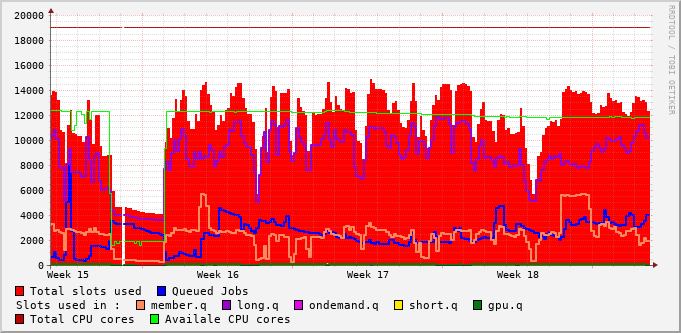 20000
18000
16000
14000
12000
10000
8000
6000
4000
2000
0
Week 15 Week 16 Week 17 Week 18
RRDTOOL / TOBI OETIKER
Total slots used Queued Jobs
Slots used in : member.q long.q ondemand.q short.q gpu.q
Total CPU cores Availale CPU cores